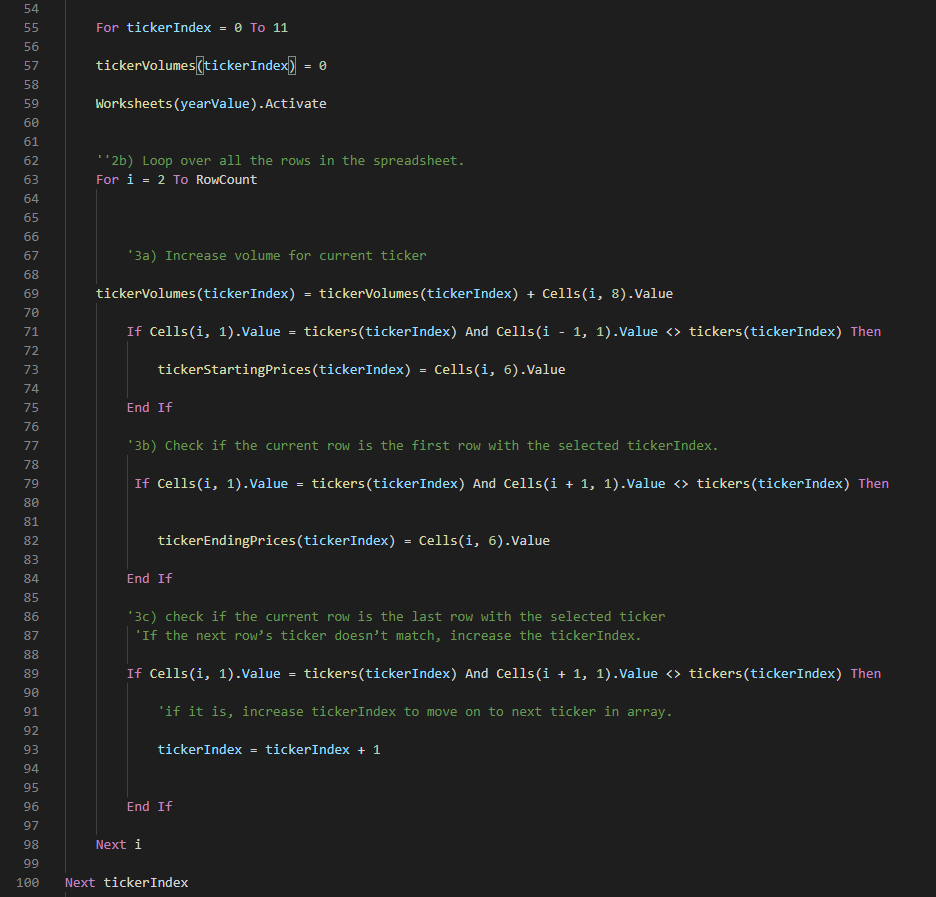 54
55 For tickerIndex = 0 To 11
56
57 tickerVolumes(tickerIndex) = 0
58
59 Worksheets(yearValue).Activate
60
61
62 ''2b) Loop over all the rows in the spreadsheet.
63 For i = 2 To RowCount
64
65
66
67 '3a) Increase volume for current ticker
68
69 tickerVolumes(tickerIndex) = tickerVolumes(tickerIndex) + Cells(i, 8).Value
70
71 If Cells(i, 1).Value = tickers(tickerIndex) And Cells(i - 1, 1).Value <> tickers(tickerIndex) Then
72
73 tickerStartingPrices(tickerIndex) = Cells(i, 6).Value
74
75 End If
76
77 '3b) Check if the current row is the first row with the selected tickerIndex.
78
79 If Cells(i, 1).Value = tickers(tickerIndex) And Cells(i + 1, 1).Value <> tickers(tickerIndex) Then
80
81
82 tickerEndingPrices(tickerIndex) = Cells(i, 6).Value
83
84 End If
85
86 '3c) check if the current row is the last row with the selected ticker
87 'If the next row’s ticker doesn’t match, increase the tickerIndex.
88
89 If Cells(i, 1).Value = tickers(tickerIndex) And Cells(i + 1, 1).Value <> tickers(tickerIndex) Then
90
91 'if it is, increase tickerIndex to move on to next ticker in array.
92
93 tickerIndex = tickerIndex + 1
94
95
96 End If
97
98 Next i
99
100 Next tickerIndex